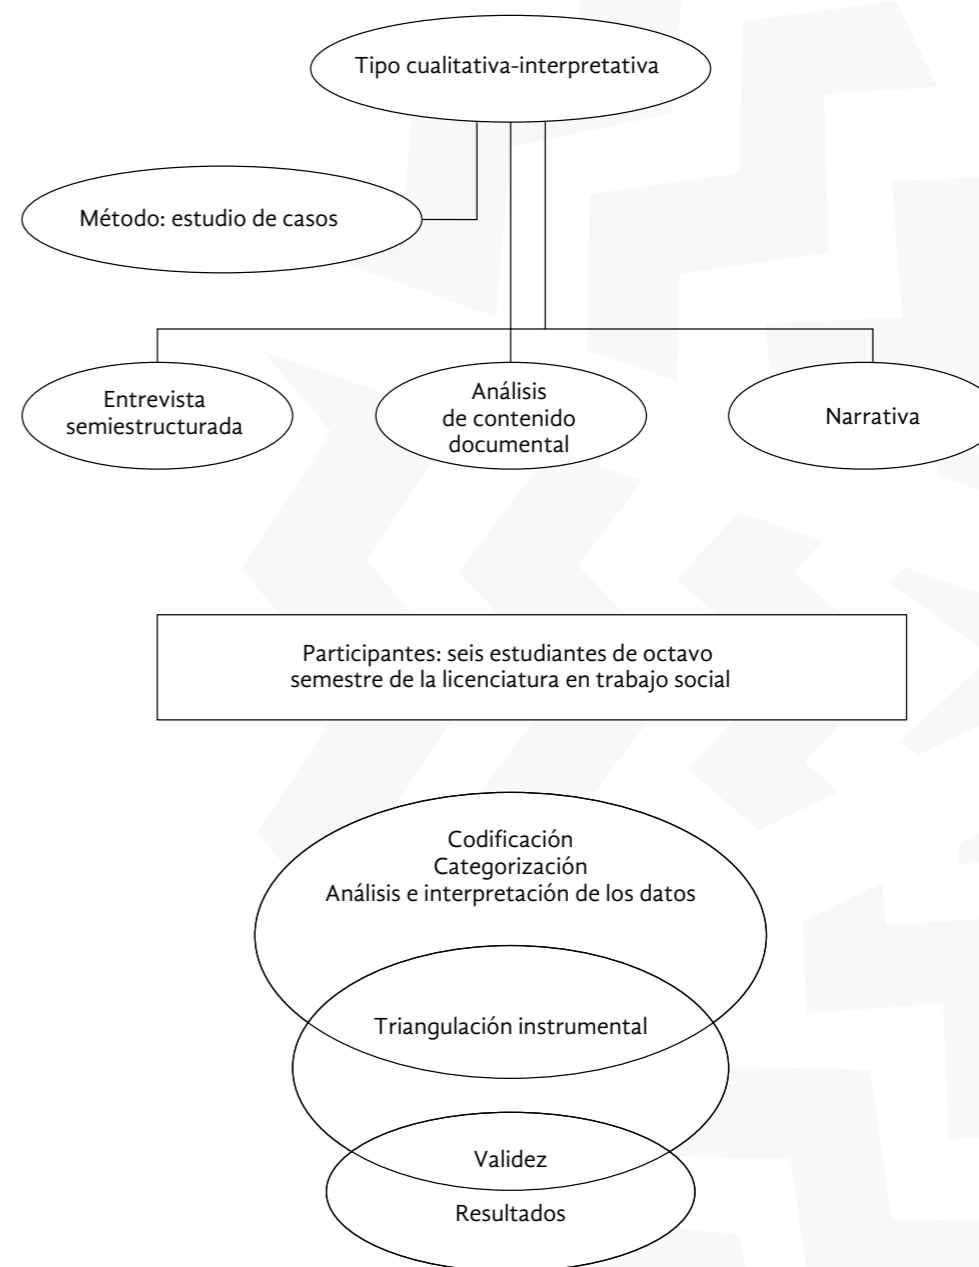 Tipo cualitativa-interpretativa
Método: estudio de casos
Entrevista
semiestructurada
Análisis
de contenido
documental
Narrativa
Participantes: seis estudiantes de octavo
semestre de la licenciatura en trabajo social
Codificación
Categorización
Análisis e interpretación de los datos
Triangulación instrumental
Validez
Resultados